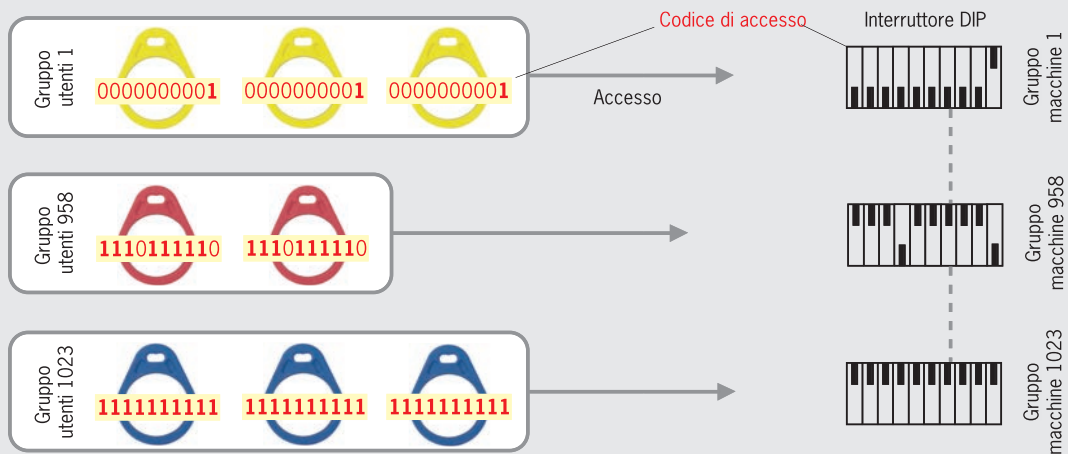 Codice di accesso
Interruttore DIP
Gruppo
utenti 1
0000000001
0000000001
0000000001
Accesso
Gruppo
macchine 1
Gruppo
utenti 958
1110111110
1110111110
Gruppo
macchine 958
Gruppo
utenti 1023
1111111111
1111111111
1111111111
Gruppo
macchine 1023